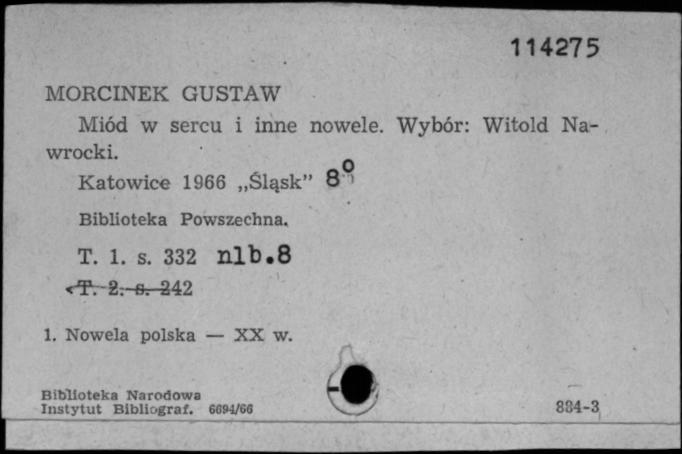 114275
MORCINEK GUSTAW
Miód w sercu i inne nowele. Wybór: Witold Na-
wrocki.
Katowice 1966 „Śląsk” 8°
Biblioteka Powszechna.
T. 1. s. 332 nlb.8
T. 2. s. 242
1. Nowela polska — XX w.
Biblioteka Narodowa
Instytut Bibliograf. 6694/66
884-3